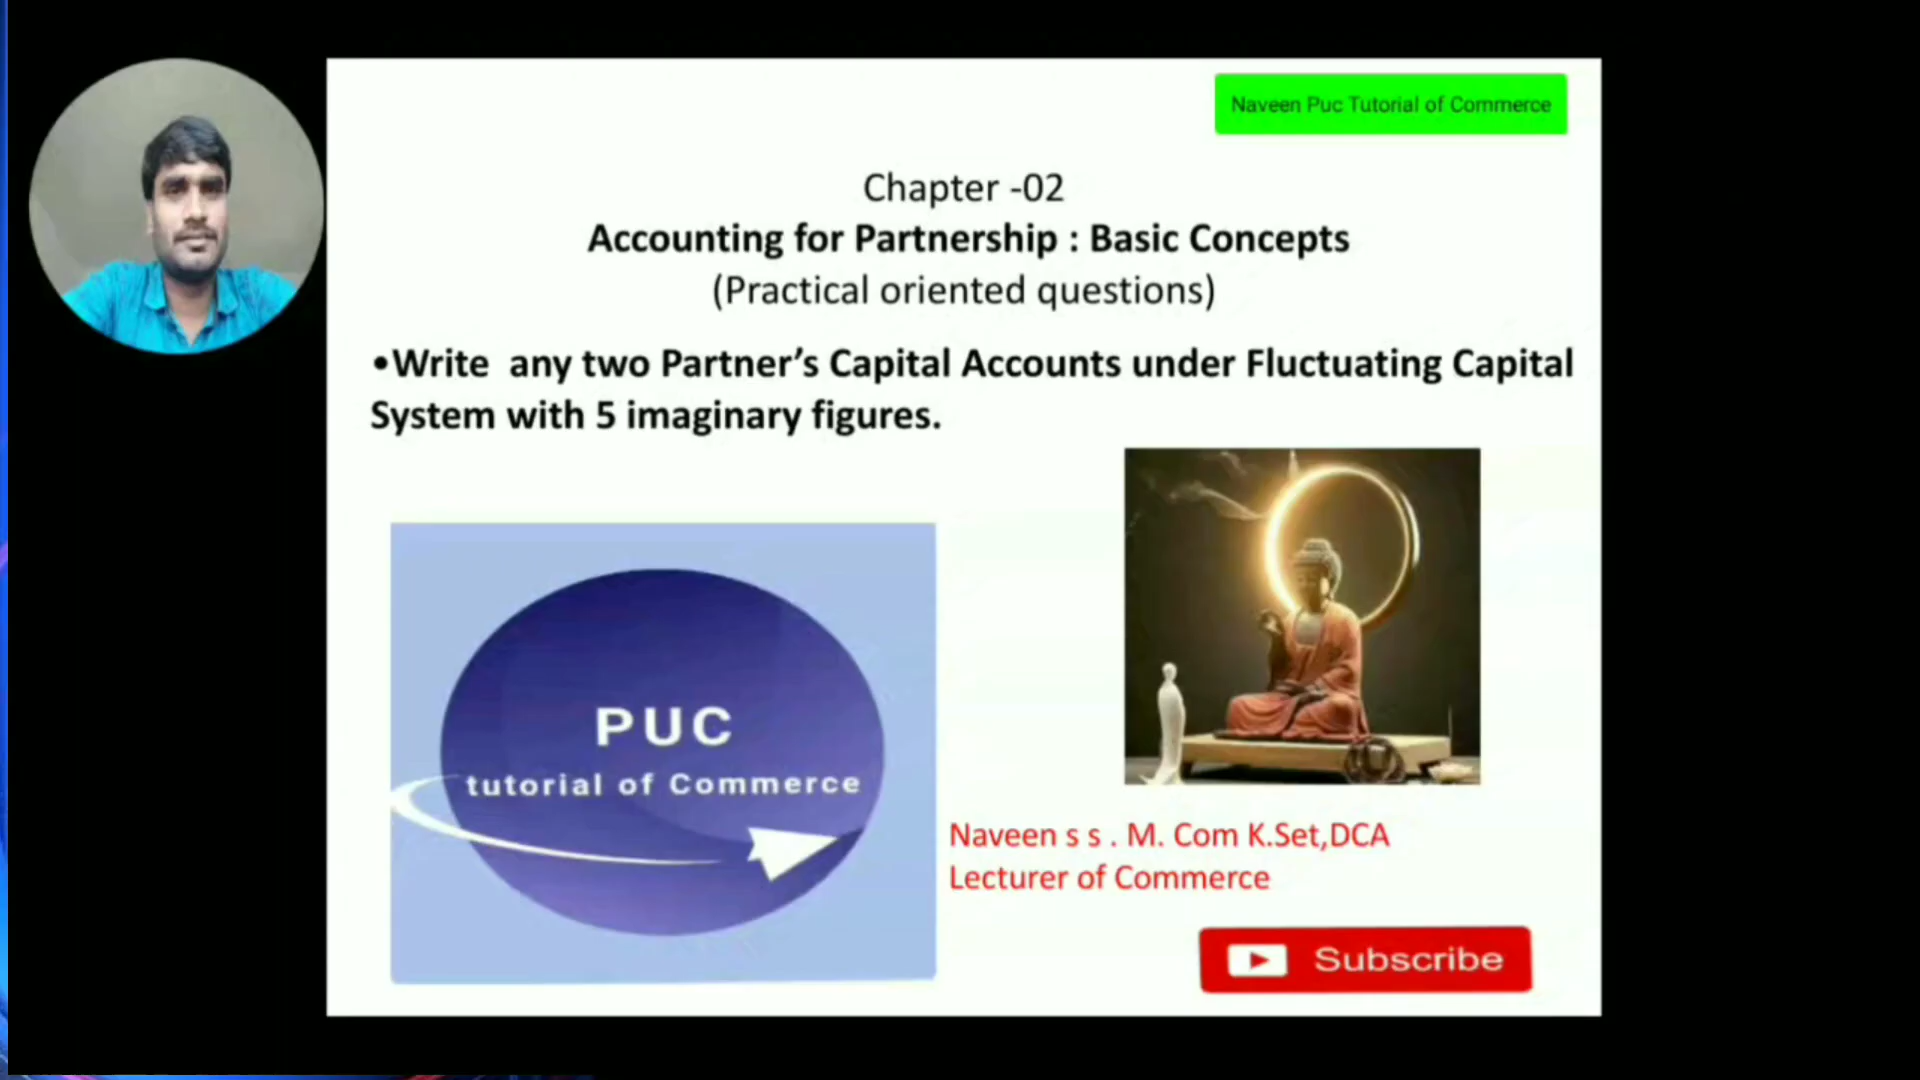 Naveen Puc Tutorial of Commerce
Chapter -02
Accounting for Partnership : Basic Concepts
(Practical oriented questions)
•Write any two Partner’s Capital Accounts under Fluctuating Capital
System with 5 imaginary figures.
PUC
tutorial of Commerce
Naveen s s . M. Com K.Set,DCA
Lecturer of Commerce
Subscribe